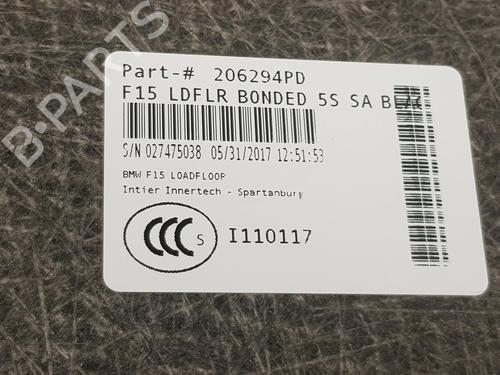 Part-# 206294PD
F15 LDFLR BONDED 5S SA
S/N 027475038 05/31/2017 12:51:53
BMW F15 LOADFLOOR
Intier Innertech - Spartanburg
CCC S
I110117
B-PARTS